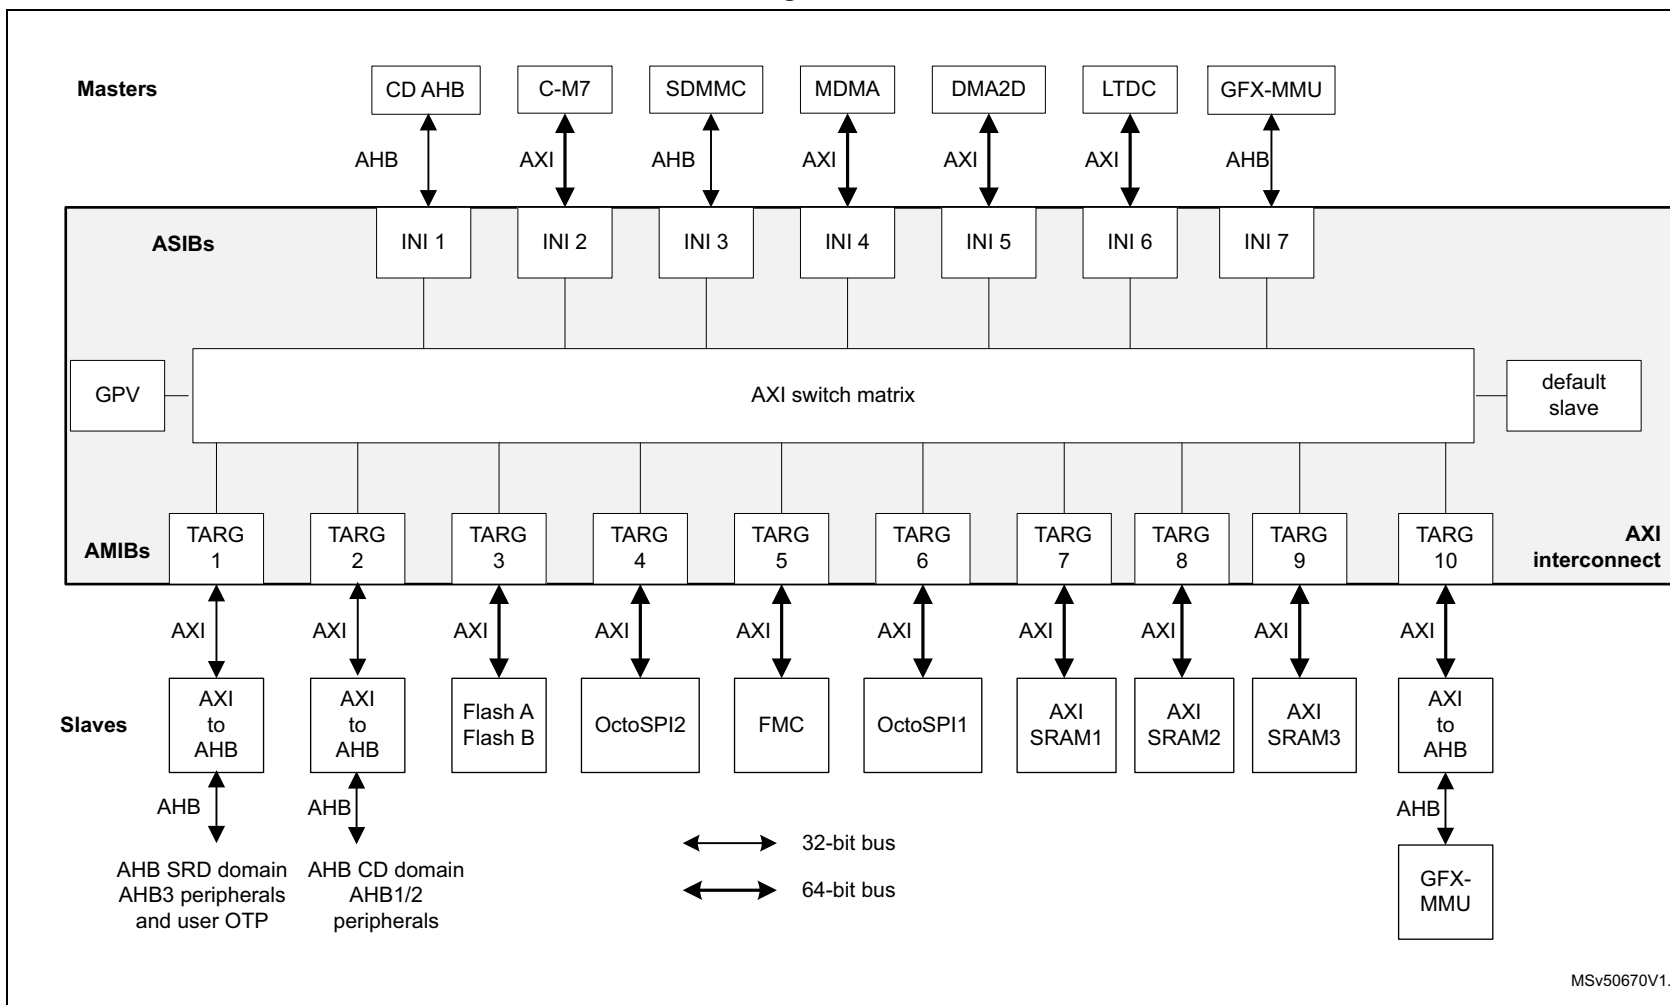 Masters
CD AHB
C-M7
SDMMC
MDMA
DMA2D
LTDC
GFX-MMU
AHB
AXI
AHB
AXI
AXI
AXI
AHB
ASIBs
INI 1
INI 2
INI 3
INI 4
INI 5
INI 6
INI 7
GPV
AXI switch matrix
default
slave
AMIBs
TARG
1
TARG
2
TARG
3
TARG
4
TARG
5
TARG
6
TARG
7
TARG
8
TARG
9
TARG
10
AXI
interconnect
AXI
AXI
AXI
AXI
AXI
AXI
AXI
AXI
AXI
AXI
Slaves
AXI
to
AHB
AXI
to
AHB
Flash A
Flash B
OctoSPI2
FMC
OctoSPI1
AXI
SRAM1
AXI
SRAM2
AXI
SRAM3
AXI
to
AHB
AHB
AHB
AHB
AHB SRD domain
AHB3 peripherals
and user OTP
AHB CD domain
AHB1/2
peripherals
32-bit bus
64-bit bus
GFX-
MMU
MSv50670V1.